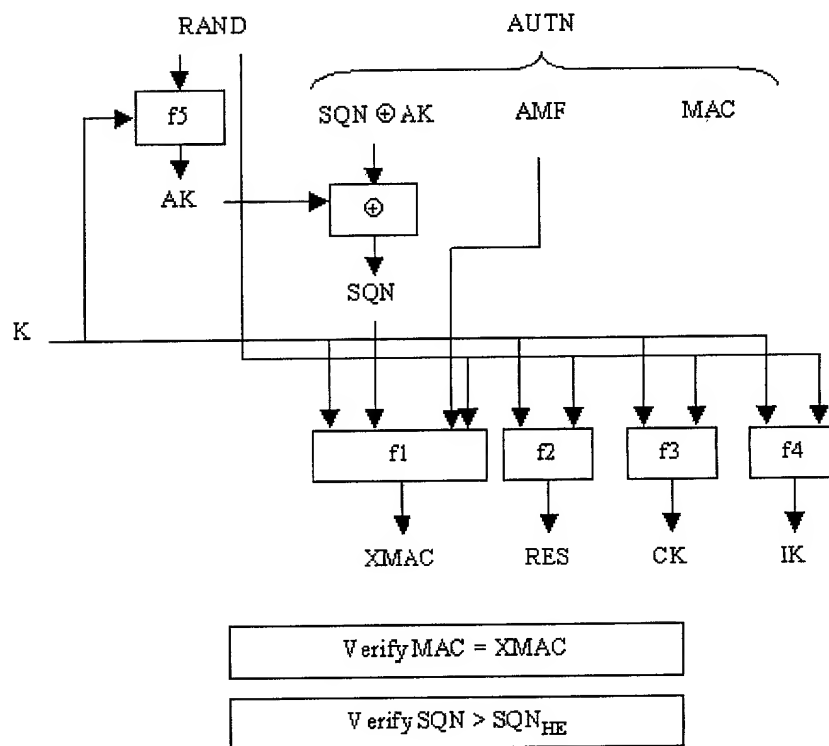 RAND
AUTN
f5
SQN ⊕ AK
AMF
MAC
AK
⊕
SQN
K
f1
f2
f3
f4
XMAC
RES
CK
IK
Verify MAC = XMAC
Verify SQN > SQN_HE